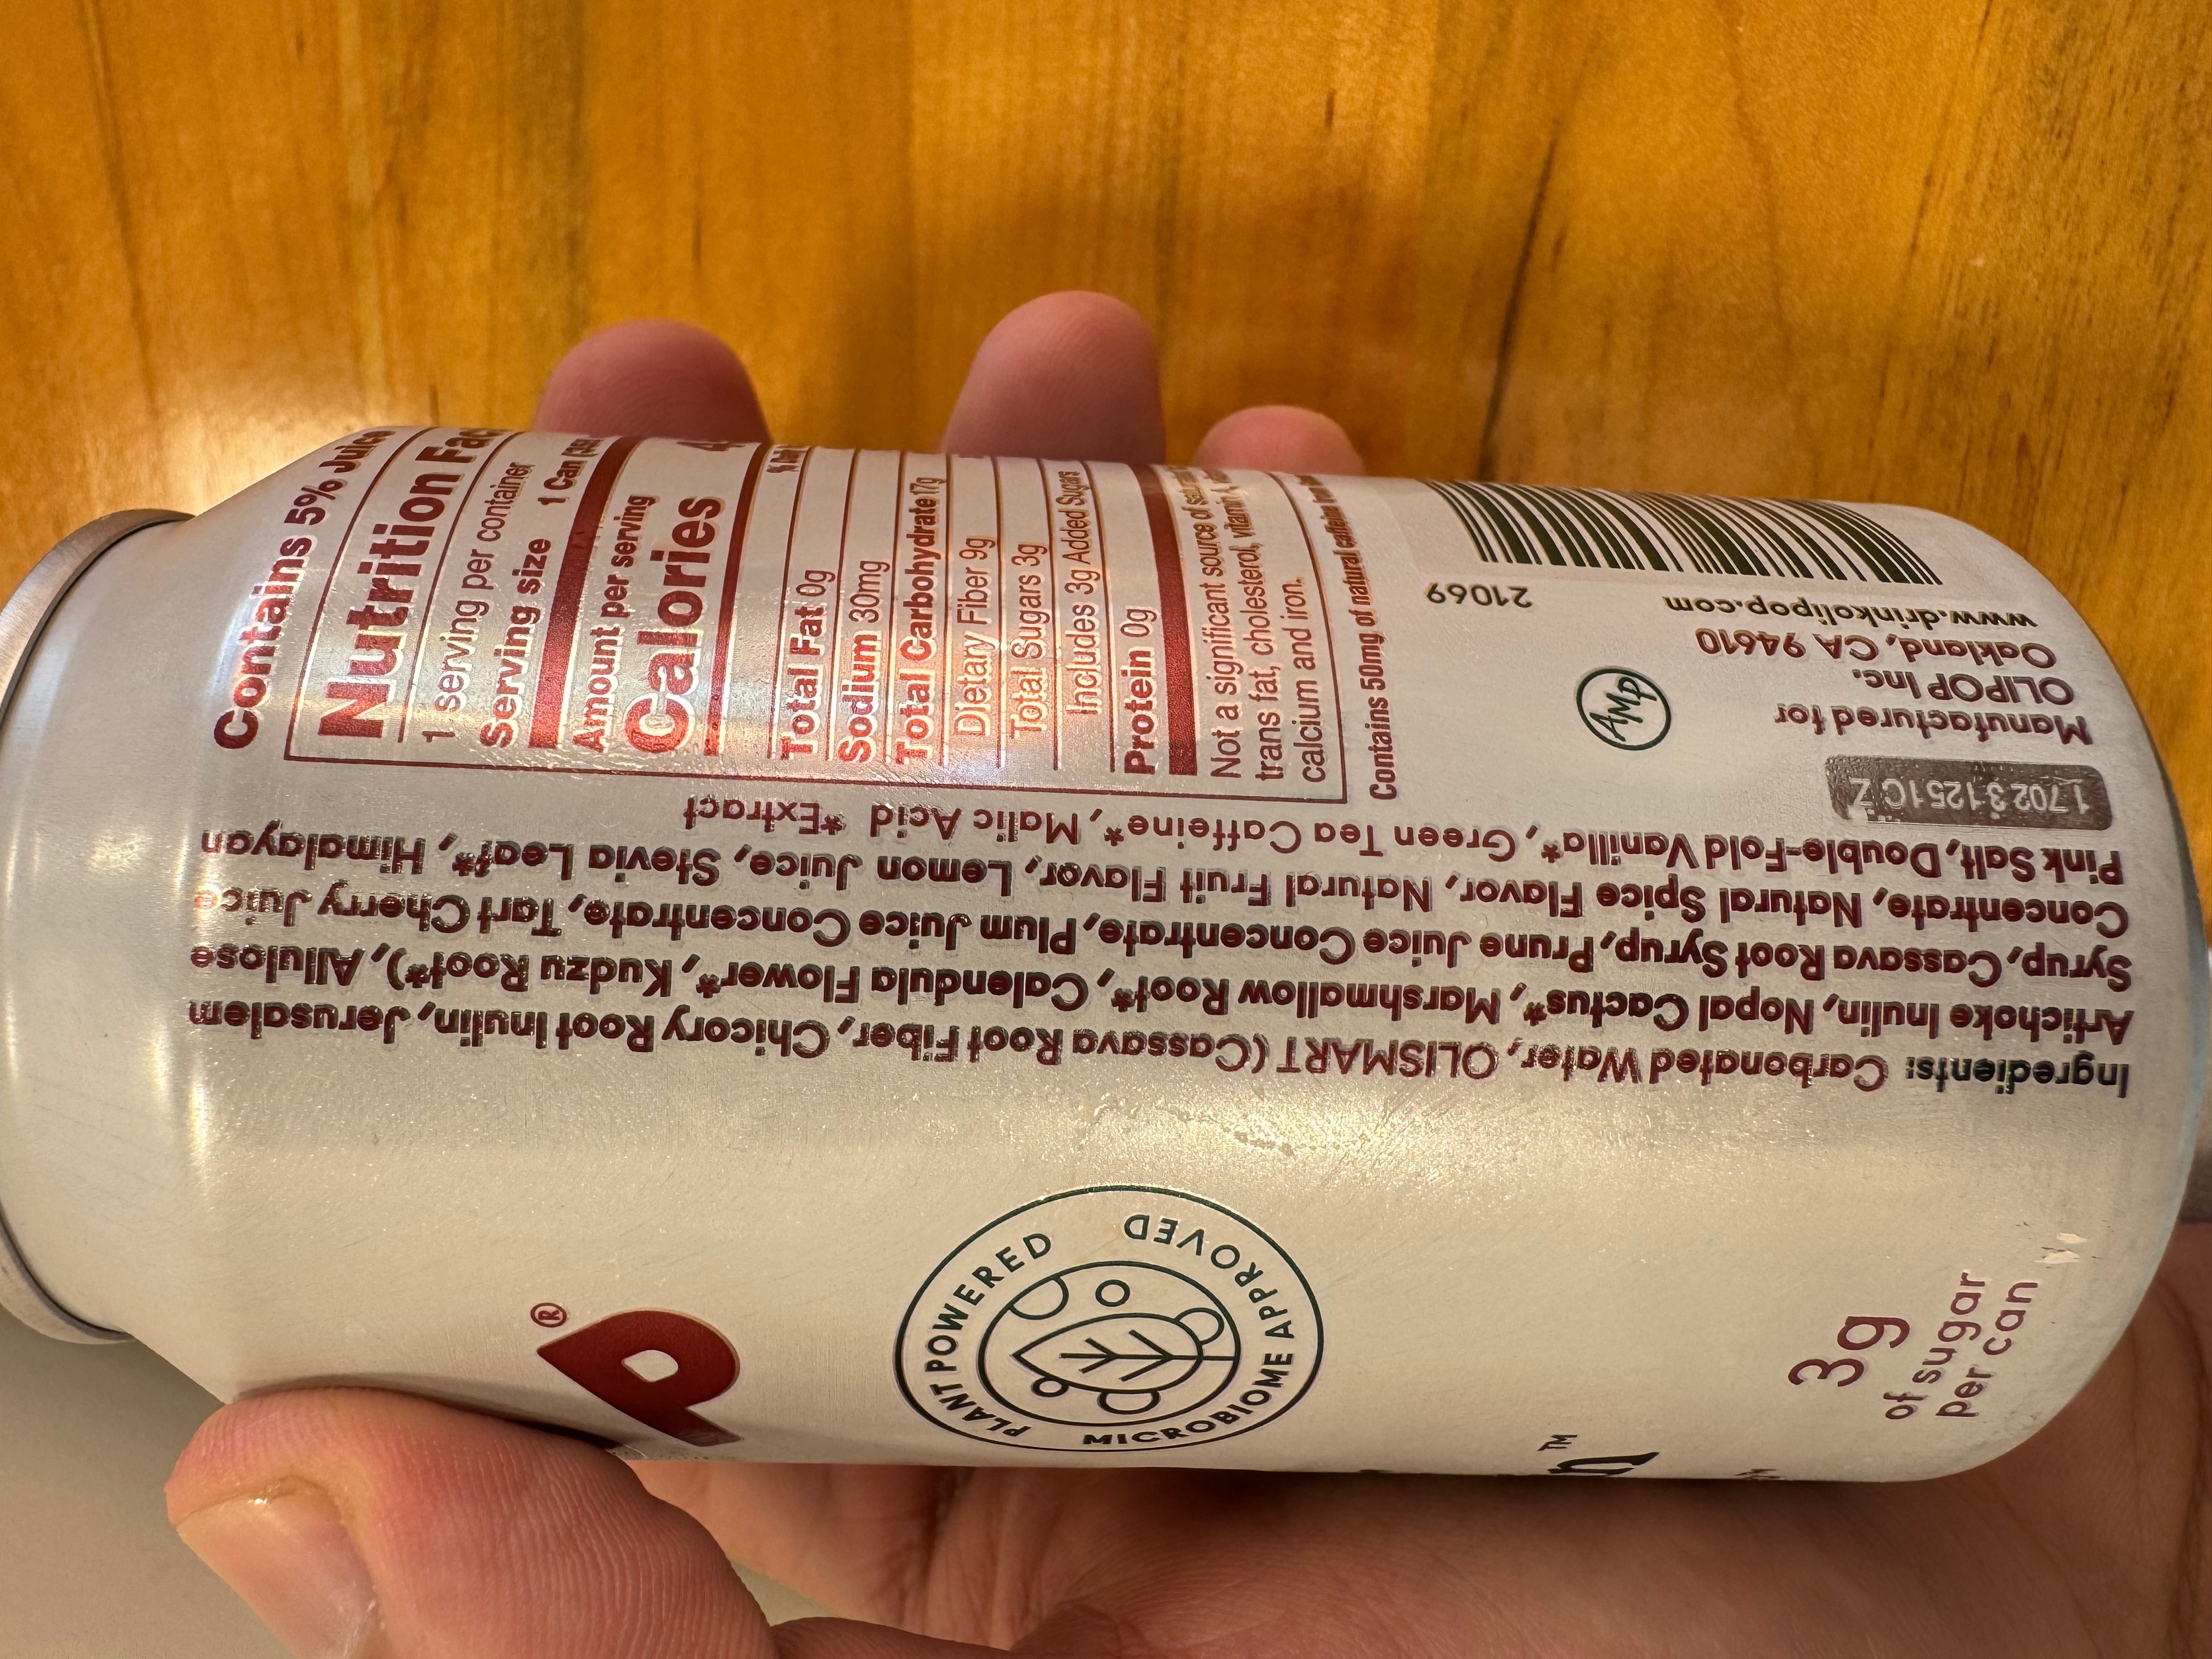 Contains 5% Juice
Nutrition
1 serving per container
Serving size 1 Can
Amount per serving
Calories
Total Fat 0g
Sodium 30mg
Total Carbohydrate 17g
Dietary Fiber 9g
Total Sugars 3g
Includes 3g Added Sugars
Protein 0g
Not a significant source of
trans fat, cholesterol, vitamin
calcium and iron.
Contains 50mg of natural caffeine
Ingredients: Carbonated Water, OLISMART (Cassava Root Fiber, Chicory Root Inulin, Jerusalem
Artichoke Inulin, Nopal Cactus*, Marshmallow Root*, Calendula Flower*, Kudzu Root*), Allulose
Syrup, Cassava Root Syrup, Prune Juice Concentrate, Plum Juice Concentrate, Tart Cherry Juice
Concentrate, Natural Spice Flavor, Natural Fruit Flavor, Lemon Juice, Stevia Leaf*, Himalayan
Pink Salt, Double-Fold Vanilla*, Green Tea Caffeine*, Malic Acid *Extract
1702 31251C Z
Manufactured for
OLIPOP Inc.
Oakland, CA 94610
www.drinkolipop.com
AMP
21069
P®
PLANT POWERED
MICROBIOME APPROVED
n™
3g
of sugar
per can